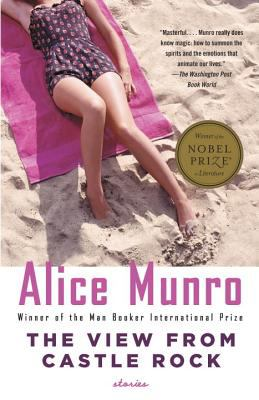 "Masterful. . . . Munro really does
know magic: how to summon the
spirits and the emotions that
animate our lives."
—The Washington Post
Book World
Winner of the
NOBEL
PRIZE®
in Literature
Alice Munro
Winner of the Man Booker International Prize
THE VIEW FROM
CASTLE ROCK
stories